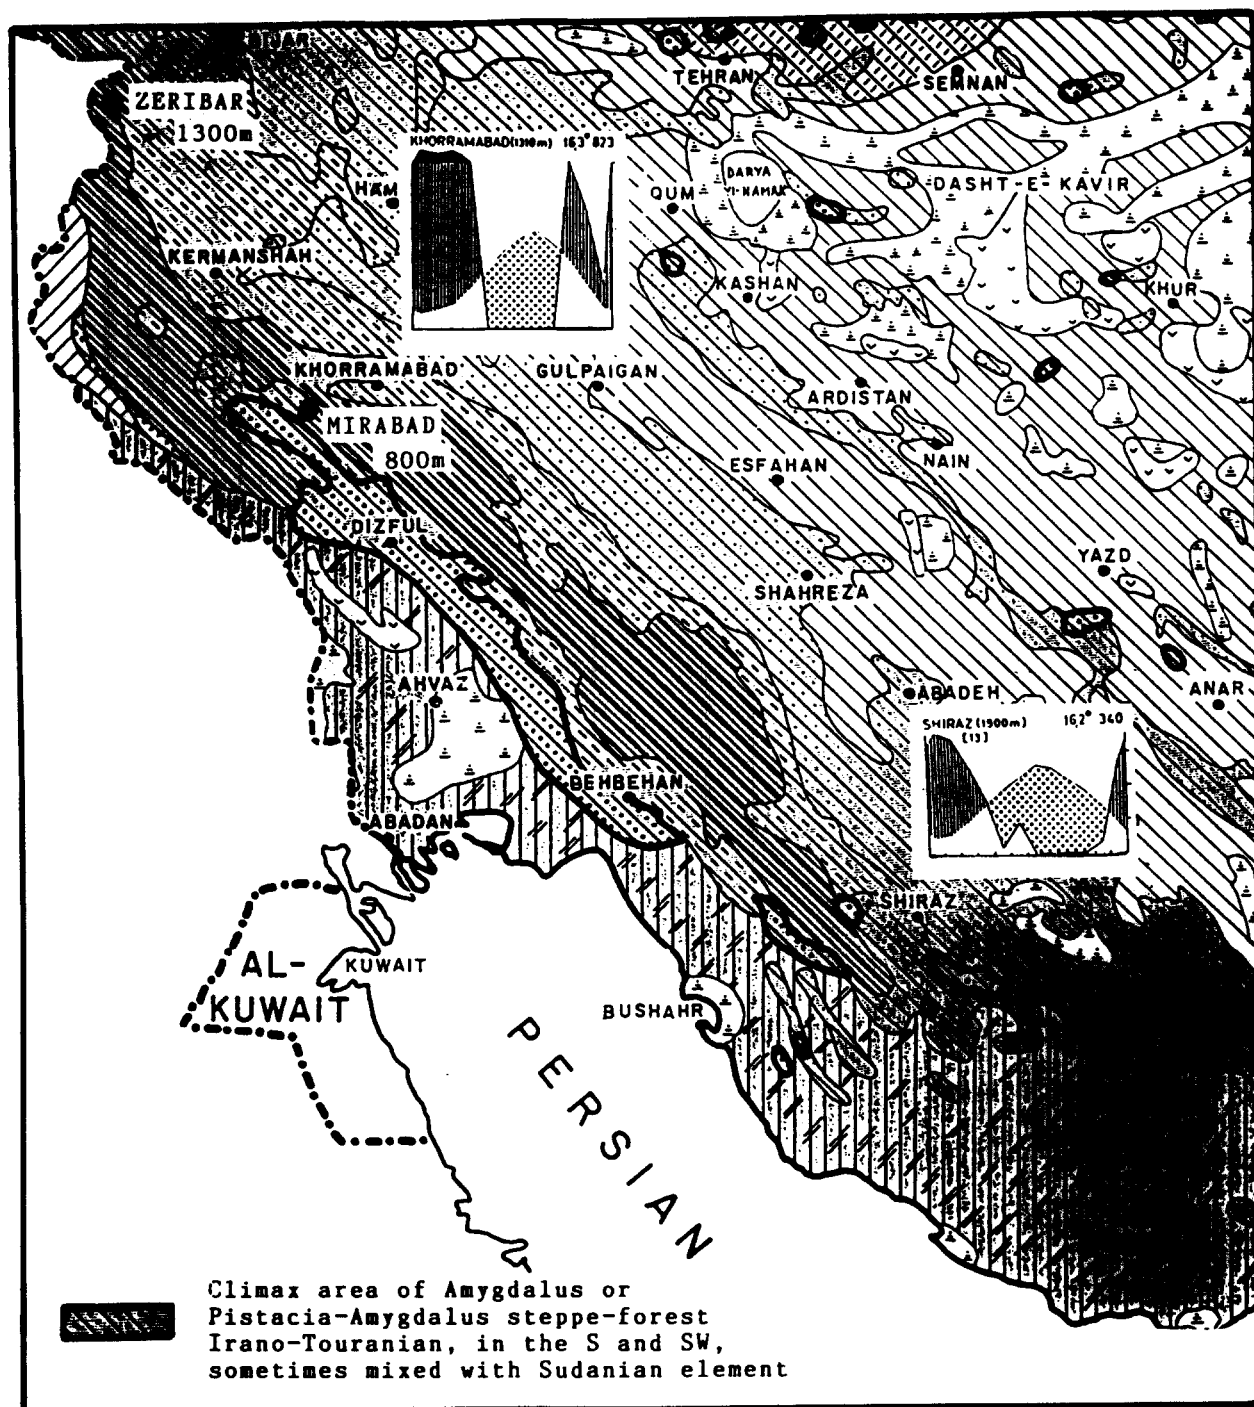 BIJAR
TEHRAN
SEMNAN
ZERIBAR
1300m
KHORRAMABAD(1310m) 16,3° 873
HAM
QUM
DARYA
YI-NAMAK
DASHT-E-KAVIR
KERMANSHAH
KASHAN
KHUR
KHORRAMABAD
GULPAIGAN
ARDISTAN
MIRABAD
800m
ESFAHAN
NAIN
DIZFUL
YAZD
SHAHREZA
AHVAZ
ABADEH
ANAR
SHIRAZ (1500m) 16,2° 340
[13]
BEHBEHAN
ABADAN
SHIRAZ
AL-
KUWAIT
KUWAIT
BUSHAHR
PERSIAN
Climax area of Amygdalus or
Pistacia-Amygdalus steppe-forest
Irano-Touranian, in the S and SW,
sometimes mixed with Sudanian element